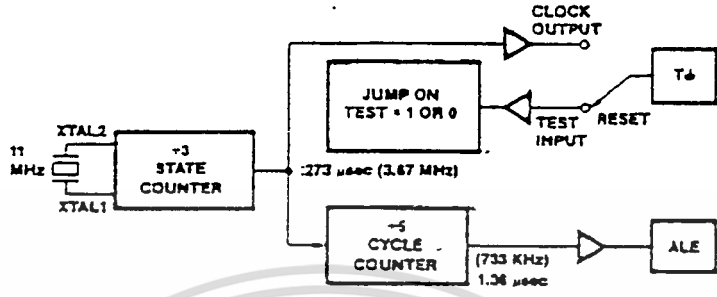 CLOCK
OUTPUT
T0
JUMP ON
TEST = 1 OR 0
TEST
INPUT
RESET
XTAL2
11
MHz
XTAL1
÷3
STATE
COUNTER
.273 µsec (3.67 MHz)
÷5
CYCLE
COUNTER
(733 KHz)
1.36 µsec
ALE